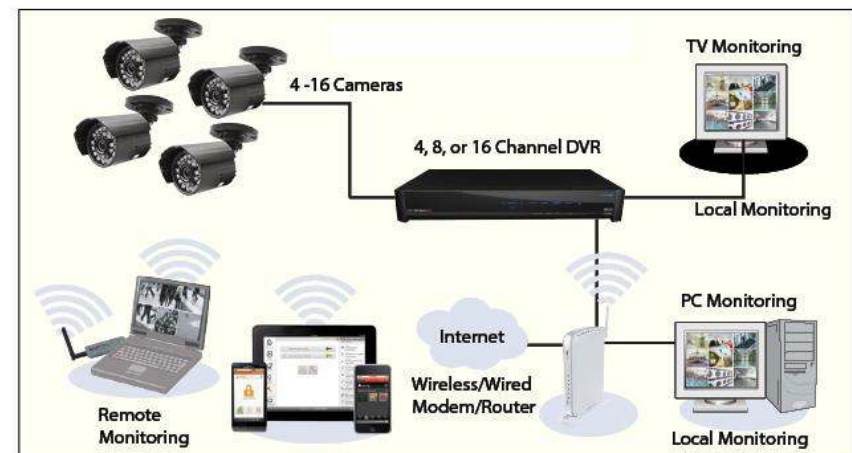 TV Monitoring
4 -16 Cameras
4, 8, or 16 Channel DVR
Local Monitoring
PC Monitoring
Internet
Wireless/Wired
Modem/Router
Remote
Monitoring
Local Monitoring